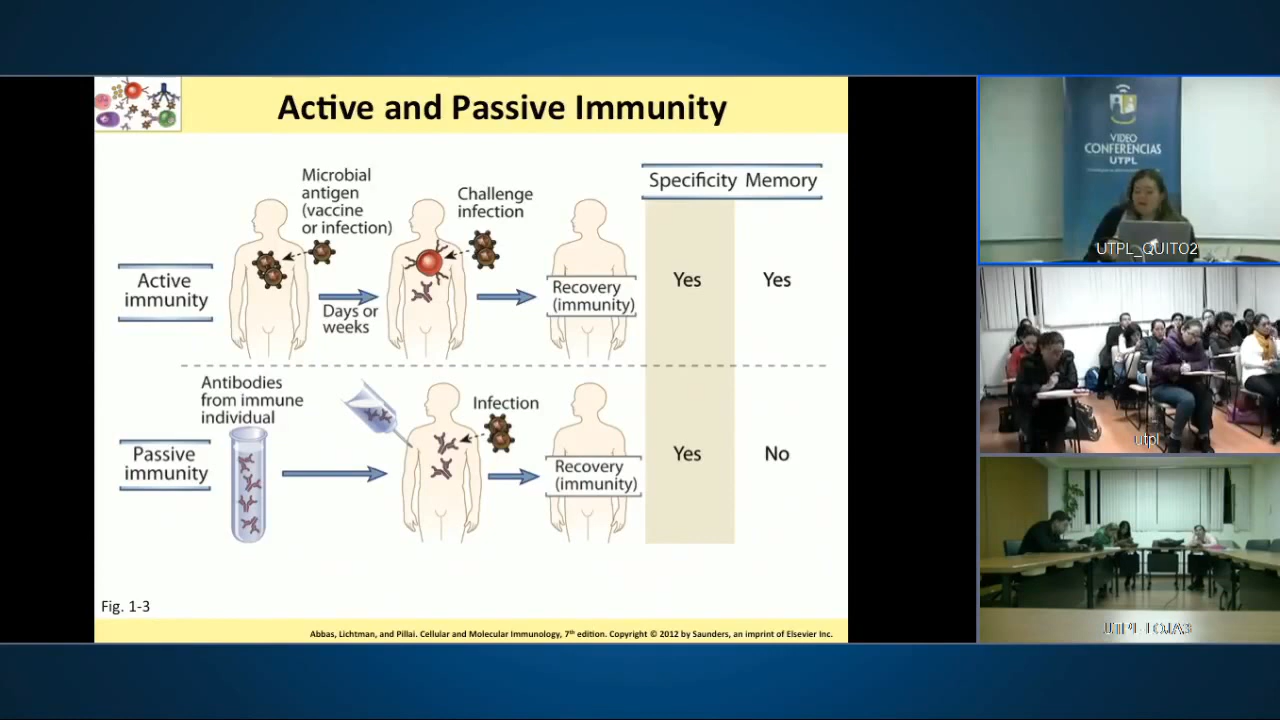 Active and Passive Immunity
Microbial
antigen
(vaccine
or infection)
Challenge
infection
Specificity Memory
Active
immunity
Days or
weeks
Recovery
(immunity)
Yes
Yes
Antibodies
from immune
individual
Infection
Passive
immunity
Recovery
(immunity)
Yes
No
Fig. 1-3
Abbas, Lichtman, and Pillai. Cellular and Molecular Immunology, 7th edition. Copyright © 2012 by Saunders, an imprint of Elsevier Inc.
VIDEO
CONFERENCIAS
UTPL
UTPL_QUITO2
utpl
UTPL_LOJA3